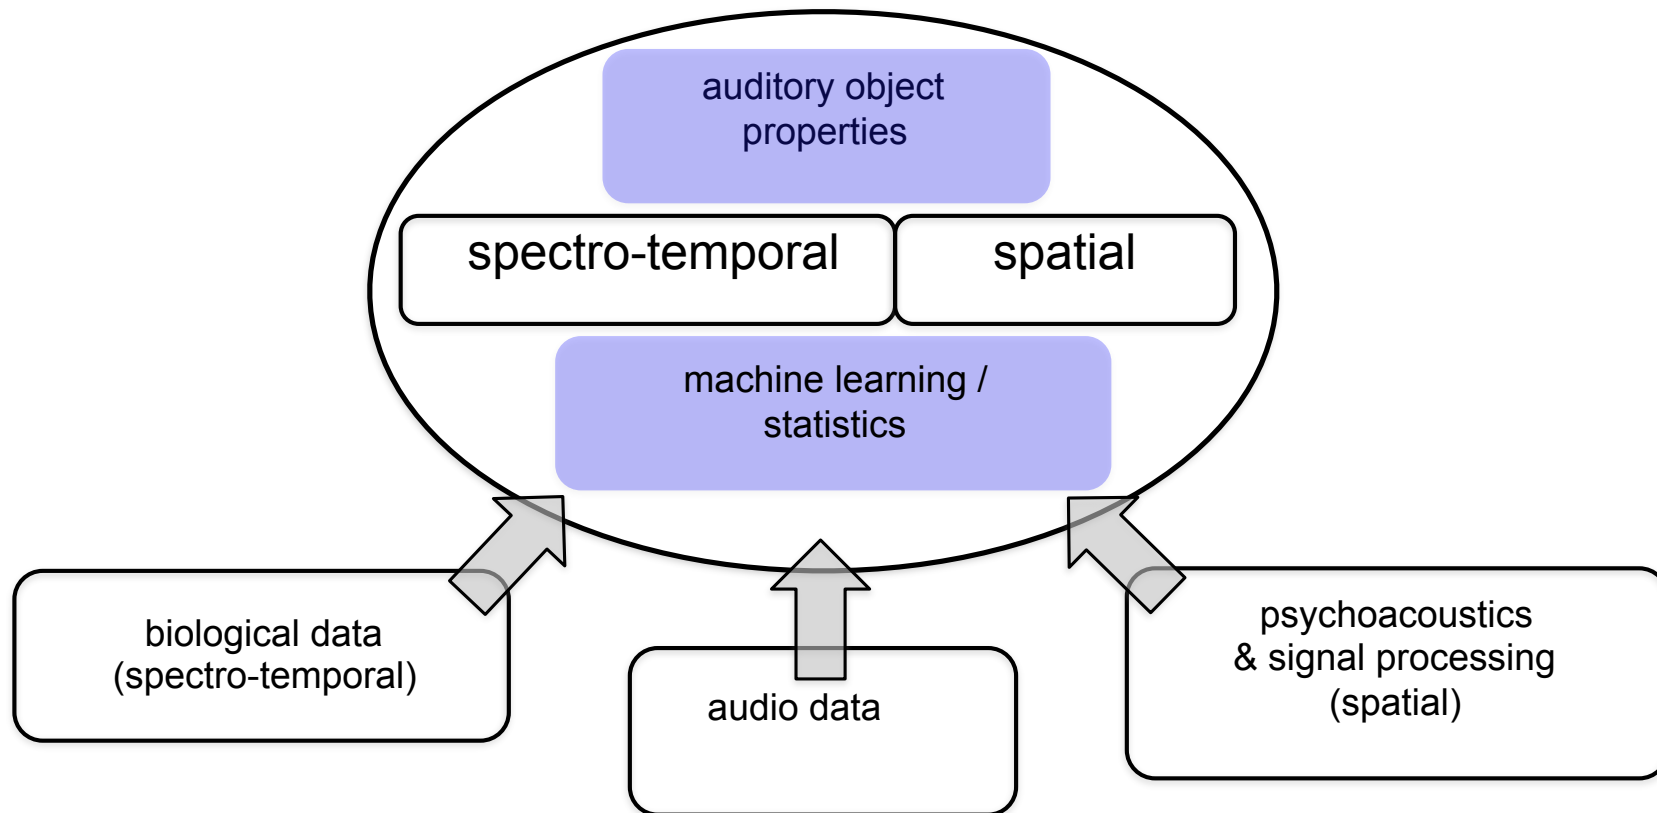 auditory object
properties
spectro-temporal
spatial
machine learning /
statistics
biological data
(spectro-temporal)
audio data
psychoacoustics
& signal processing
(spatial)